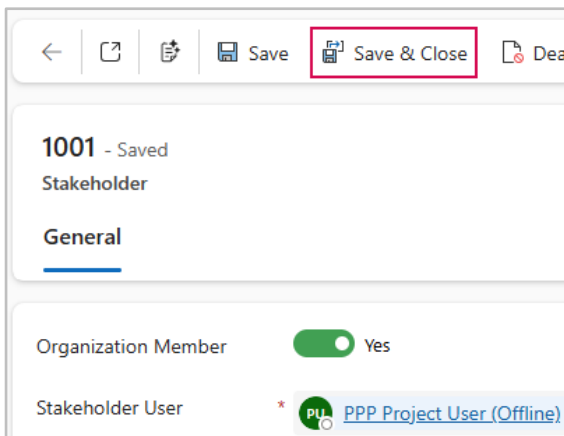 Save Save & Close Dea
1001 - Saved
Stakeholder
General
Organization Member Yes
Stakeholder User * PU PPP Project User (Offline)